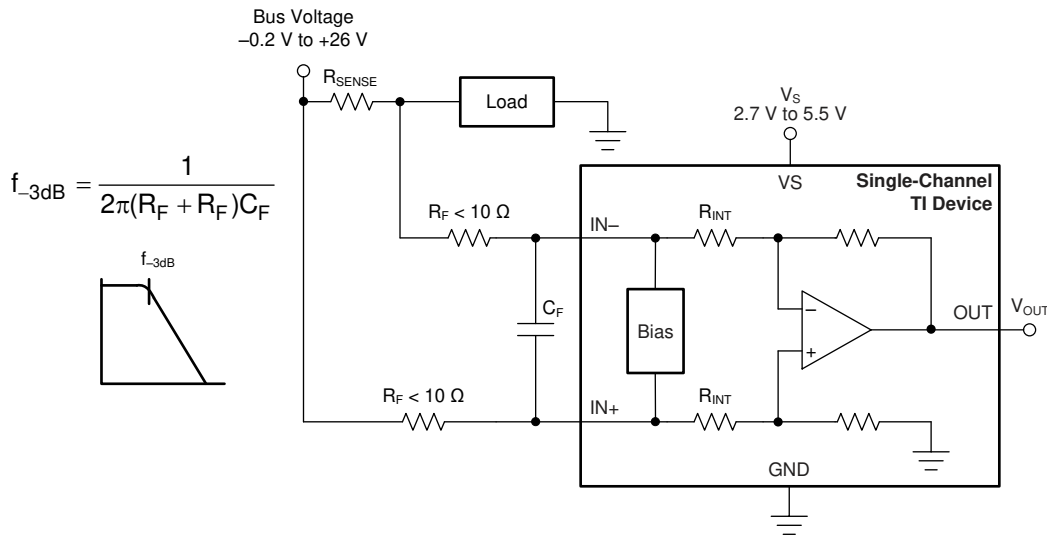 Bus Voltage
–0.2 V to +26 V
R_SENSE
Load
V_S
2.7 V to 5.5 V
VS
Single-Channel
TI Device
f_–3dB = 1 / 2π(R_F + R_F)C_F
R_F < 10 Ω
IN–
R_INT
f_–3dB
C_F
Bias
–
+
OUT
V_OUT
R_F < 10 Ω
IN+
R_INT
GND